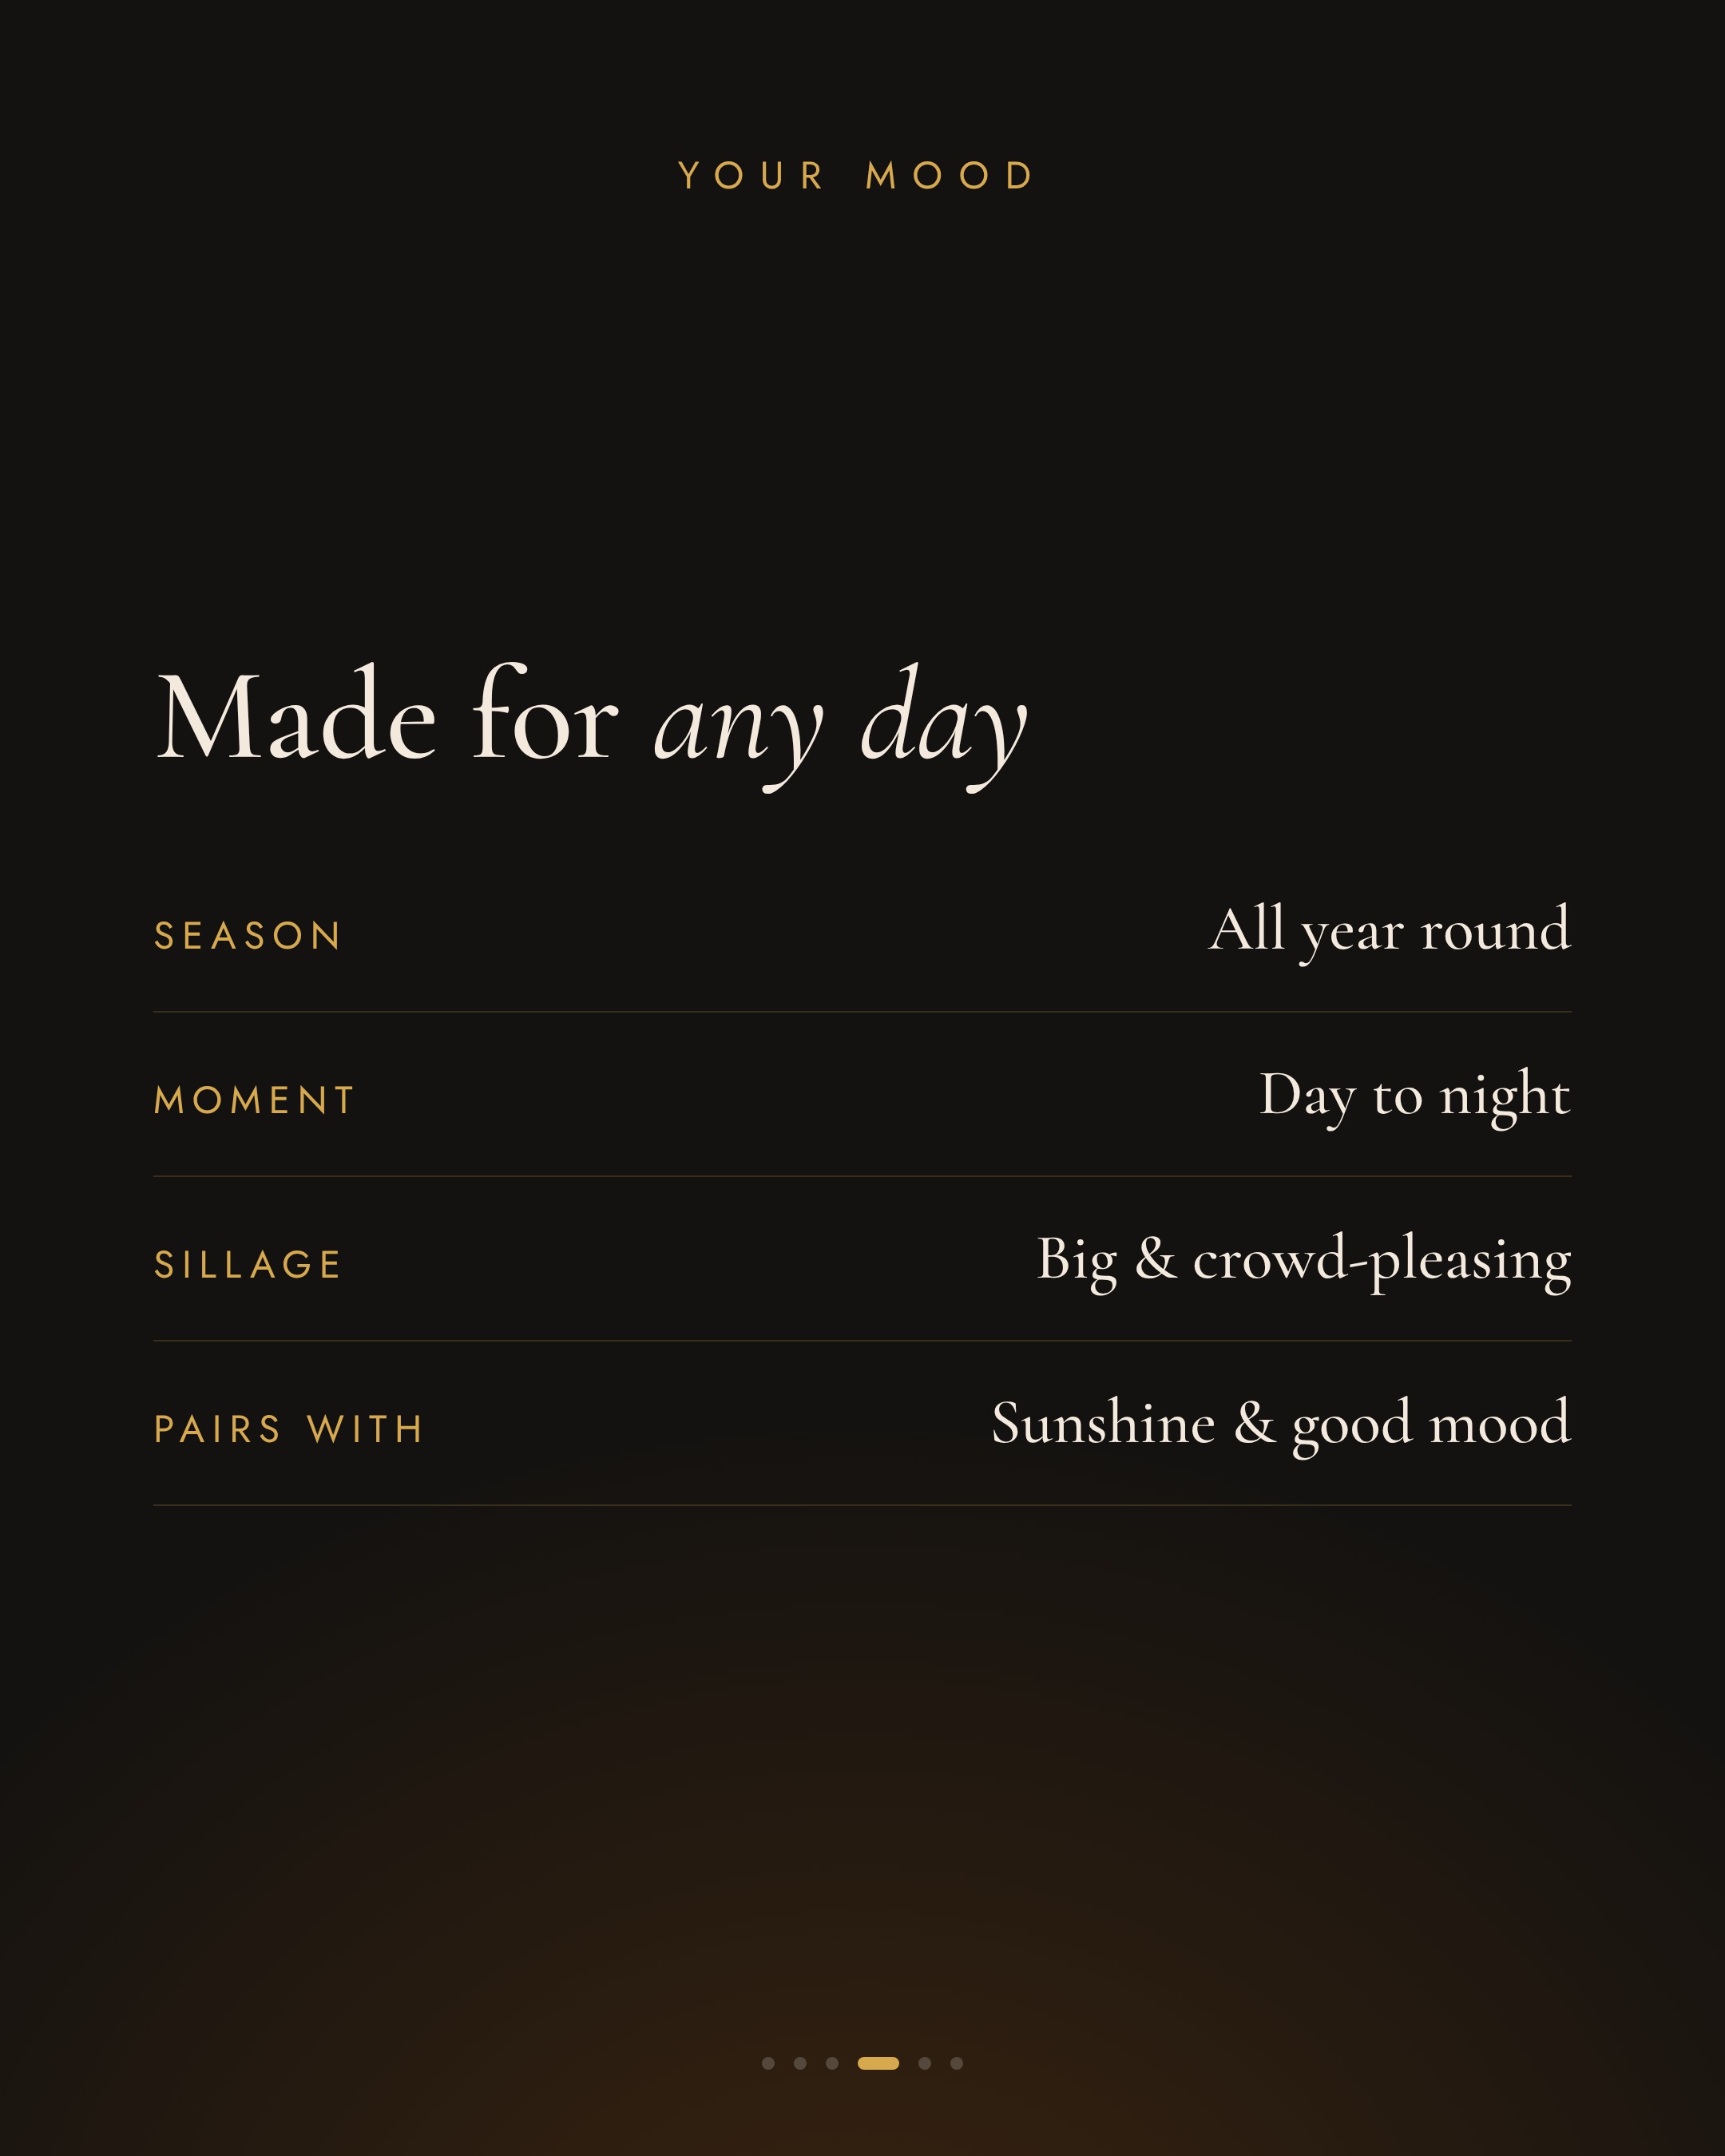 YOUR MOOD
Made for any day
SEASON All year round
MOMENT Day to night
SILLAGE Big & crowd-pleasing
PAIRS WITH Sunshine & good mood